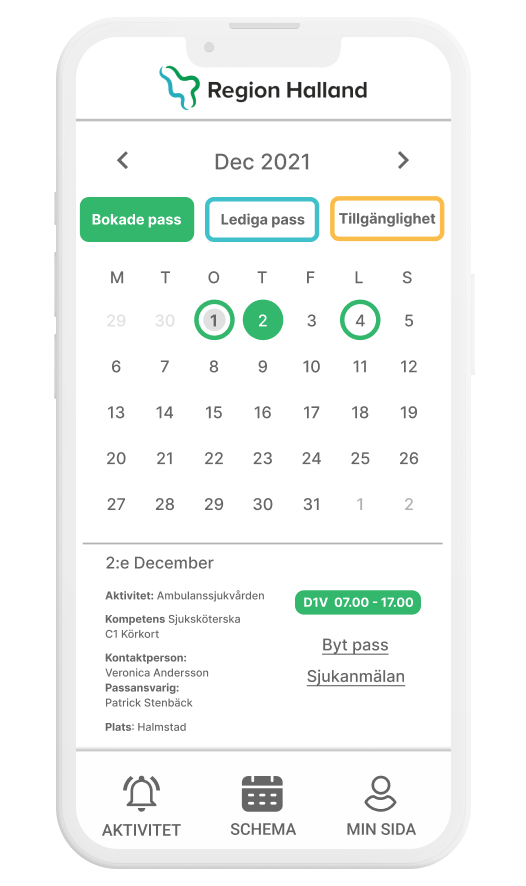 Region Halland
Dec 2021
Bokade pass Lediga pass Tillgänglighet
M T O T F L S
29 30 1 2 3 4 5
6 7 8 9 10 11 12
13 14 15 16 17 18 19
20 21 22 23 24 25 26
27 28 29 30 31 1 2
2:e December
Aktivitet: Ambulanssjukvården
D1V 07.00 - 17.00
Kompetens Sjuksköterska
C1 Körkort
Byt pass
Kontaktperson:
Veronica Andersson
Sjukanmälan
Passansvarig:
Patrick Stenbäck
Plats: Halmstad
AKTIVITET SCHEMA MIN SIDA